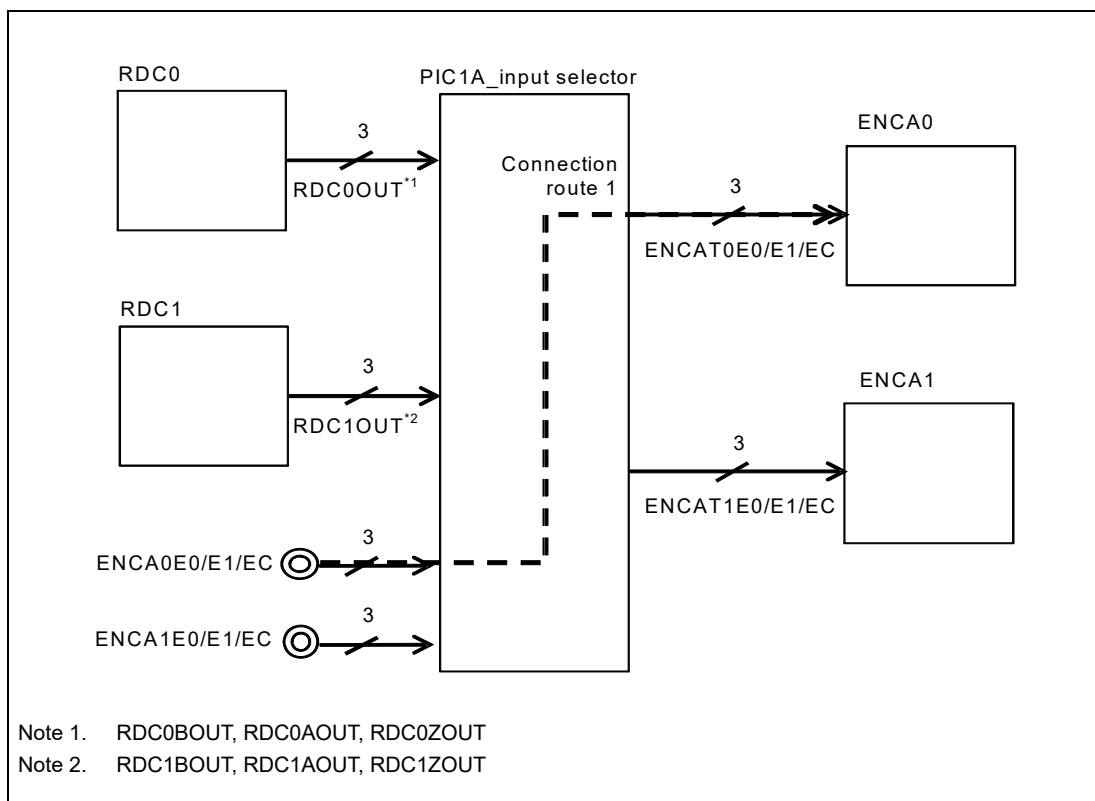 RDC0
PIC1A_input selector
3
RDC0OUT*1
Connection
route 1
ENCA0
3
ENCAT0E0/E1/EC
RDC1
3
RDC1OUT*2
ENCA1
3
ENCAT1E0/E1/EC
ENCA0E0/E1/EC
3
ENCA1E0/E1/EC
3
Note 1. RDC0BOUT, RDC0AOUT, RDC0ZOUT
Note 2. RDC1BOUT, RDC1AOUT, RDC1ZOUT